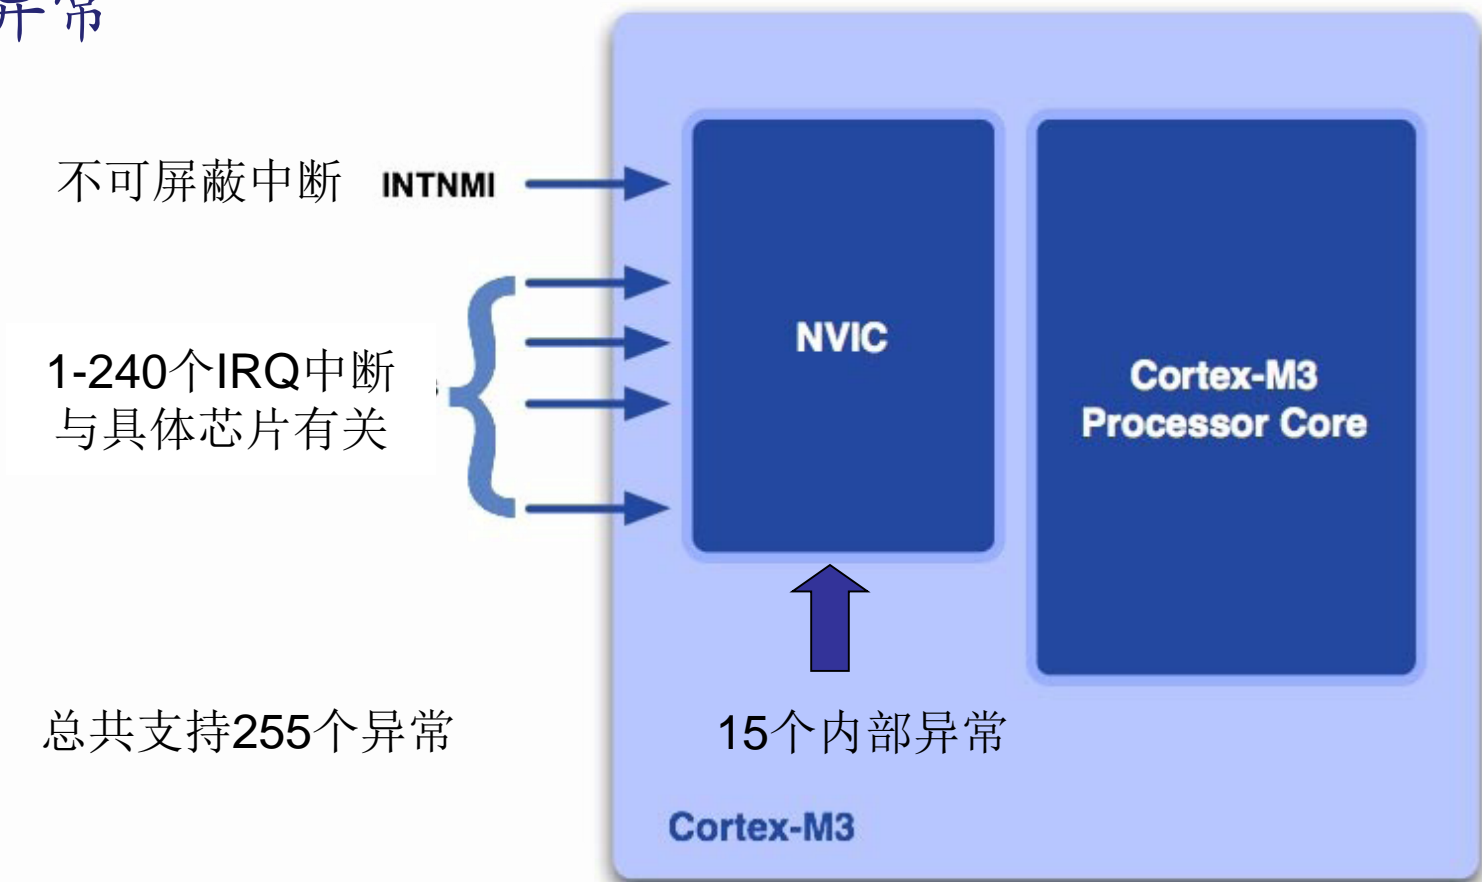 异常
不可屏蔽中断 INTNMI
1-240个IRQ中断
与具体芯片有关
NVIC
Cortex-M3
Processor Core
总共支持255个异常
15个内部异常
Cortex-M3